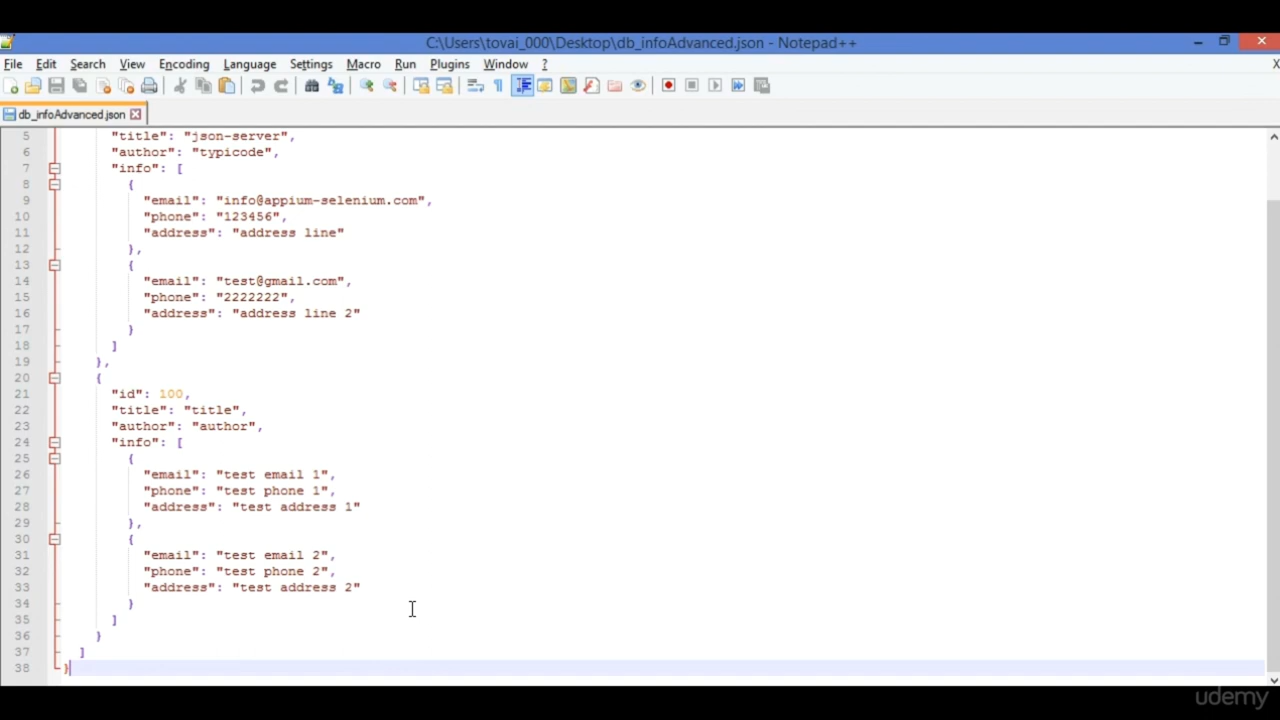 C:\Users\tovai_000\Desktop\db_infoAdvanced.json - Notepad++
File Edit Search View Encoding Language Settings Macro Run Plugins Window ? X
db_infoAdvanced.json
5 "title": "json-server",
6 "author": "typicode",
7 "info": [
8 {
9 "email": "info@appium-selenium.com",
10 "phone": "123456",
11 "address": "address line"
12 },
13 {
14 "email": "test@gmail.com",
15 "phone": "2222222",
16 "address": "address line 2"
17 }
18 ]
19 },
20 {
21 "id": 100,
22 "title": "title",
23 "author": "author",
24 "info": [
25 {
26 "email": "test email 1",
27 "phone": "test phone 1",
28 "address": "test address 1"
29 },
30 {
31 "email": "test email 2",
32 "phone": "test phone 2",
33 "address": "test address 2"
34 }
35 ]
36 }
37 ]
38 }
udemy